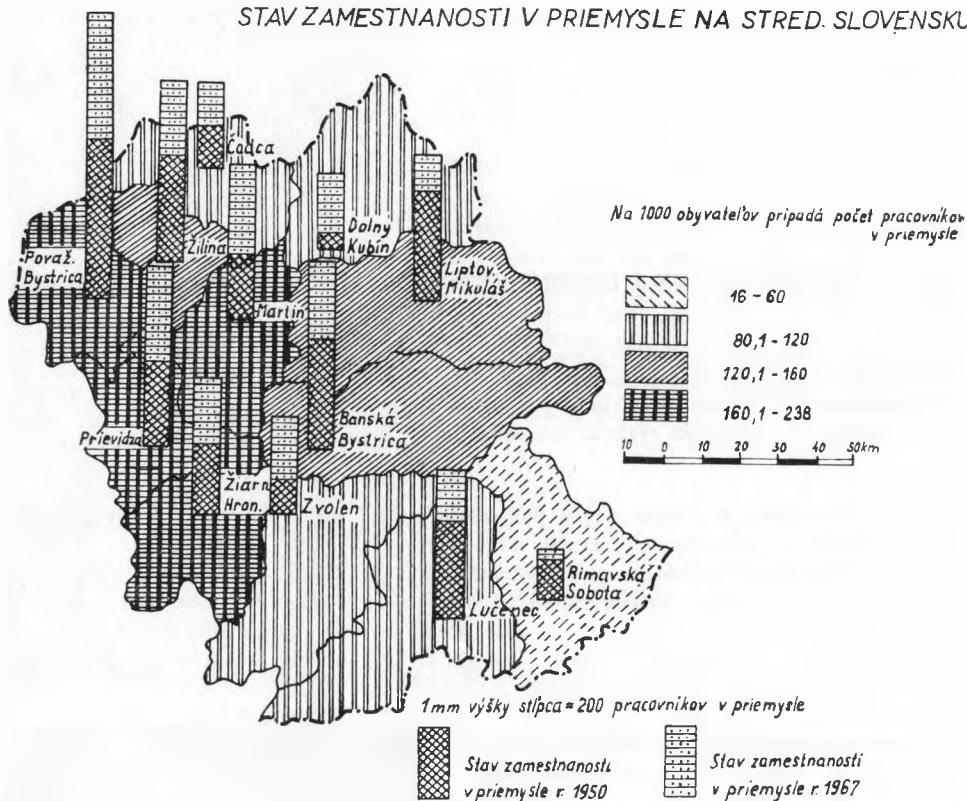 STAV ZAMESTNANOSTI V PRIEMYSLE NA STRED. SLOVENSKU
Čadca
Považ.
Bystrica
Žilina
Dolný
Kubín
Liptov.
Mikuláš
Martin
Prievidza
Banská
Bystrica
Žiarn.
Hron.
Zvolen
Lučenec
Rimavská
Sobota
Na 1000 obyvateľov pripadá počet pracovníkov
v priemysle
16 - 60
80,1 - 120
120,1 - 160
160,1 - 238
10 0 10 20 30 40 50km
1mm výšky stĺpca = 200 pracovníkov v priemysle
Stav zamestnanosti
v priemysle r. 1950
Stav zamestnanosti
v priemysle r. 1967